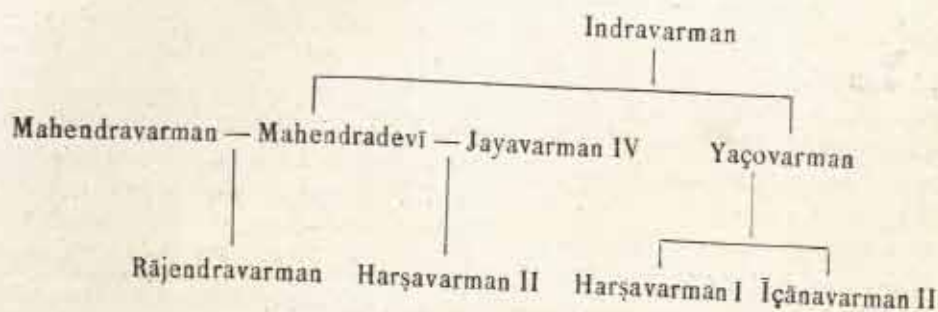 Indravarman
Mahendravarman — Mahendradevī — Jayavarman IV Yaçovarman
Rājendravarman Harṣavarman II Harṣavarman I Īçānavarman II